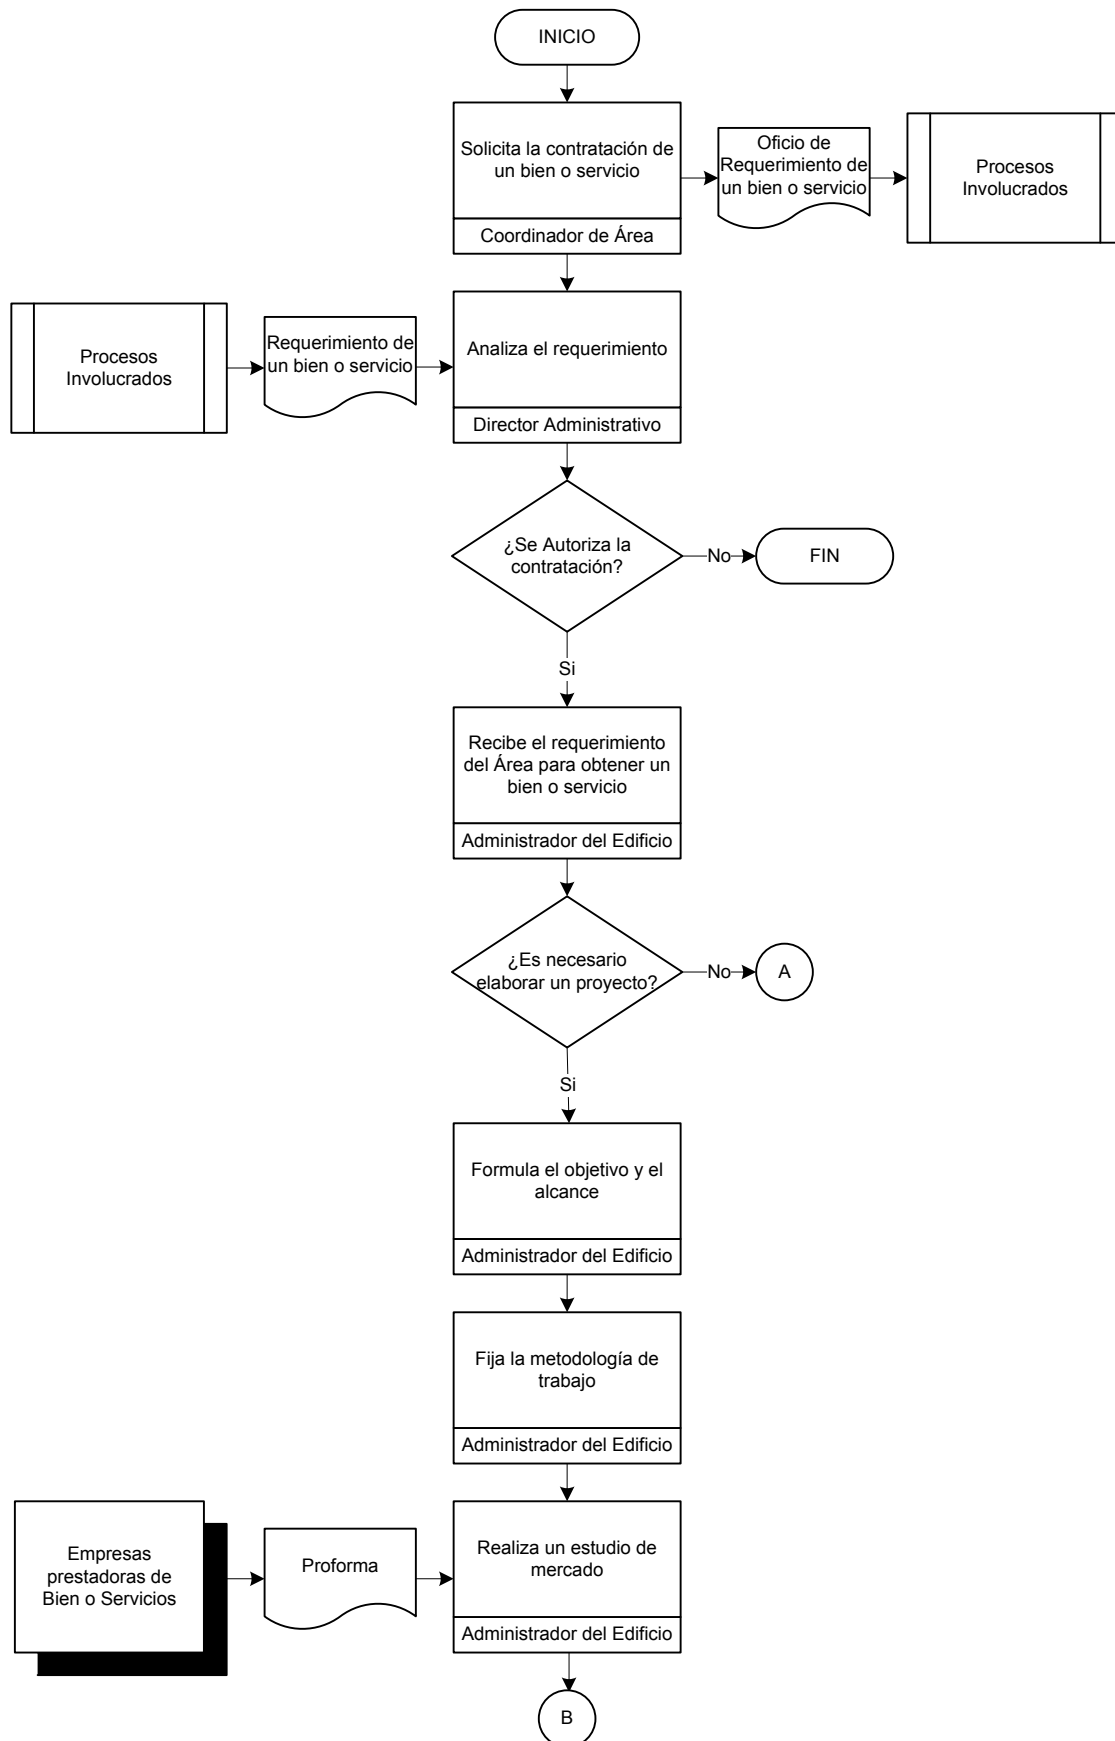 INICIO
Solicita la contratación de
un bien o servicio
Coordinador de Área
Oficio de
Requerimiento de
un bien o servicio
Procesos
Involucrados
Procesos
Involucrados
Requerimiento de
un bien o servicio
Analiza el requerimiento
Director Administrativo
¿Se Autoriza la
contratación?
No
FIN
Si
Recibe el requerimiento
del Área para obtener un
bien o servicio
Administrador del Edificio
¿Es necesario
elaborar un proyecto?
No
A
Si
Formula el objetivo y el
alcance
Administrador del Edificio
Fija la metodología de
trabajo
Administrador del Edificio
Empresas
prestadoras de
Bien o Servicios
Proforma
Realiza un estudio de
mercado
Administrador del Edificio
B